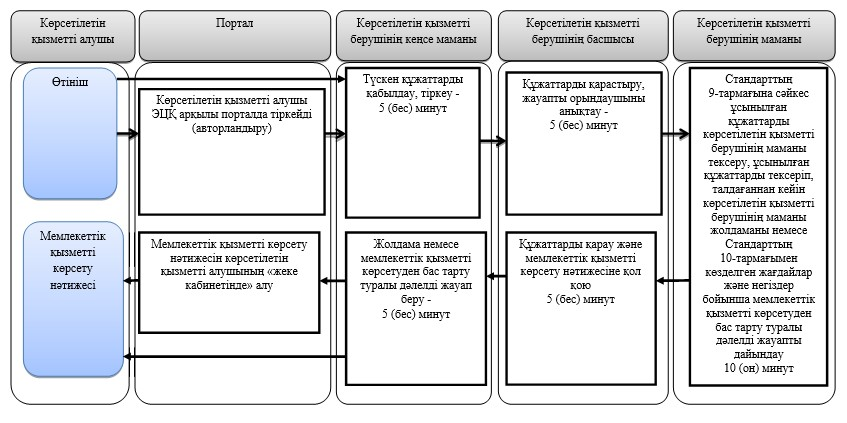 Көрсетілетін
қызметті алушы
Портал
Көрсетілетін қызметті
берушінің кеңсе маманы
Көрсетілетін қызметті
берушінің басшысы
Көрсетілетін қызметті
берушінің маманы
Өтініш
Көрсетілетін қызметті алушы
ЭЦҚ арқылы порталда тіркейді
(авторландыру)
Түскен құжаттарды
қабылдау, тіркеу -
5 (бес) минут
Құжаттарды қарастыру,
жауапты орындаушыны
анықтау -
5 (бес) минут
Стандарттың
9-тармағына сәйкес
ұсынылған
құжаттарды
көрсетілетін қызметті
берушінің маманы
тексеру, ұсынылған
құжаттарды тексеріп,
талдағаннан кейін
көрсетілетін қызметті
берушінің маманы
жолдаманы немесе
Стандарттың
10-тармағымен
көзделген жағдайлар
және негіздер
бойынша мемлекеттік
қызметті көрсетуден
бас тарту туралы
дәлелді жауапты
дайындау
10 (он) минут
Мемлекеттік
қызметті
көрсету
нәтижесі
Мемлекеттік қызметті көрсету
нәтижесін көрсетілетін
қызметті алушының «жеке
кабинетінде» алу
Жолдама немесе
мемлекеттік қызметті
көрсетуден бас тарту
туралы дәлелді жауап
беру -
5 (бес) минут
Құжаттарды қарау және
мемлекеттік қызметті
көрсету нәтижесіне қол
қою
5 (бес) минут